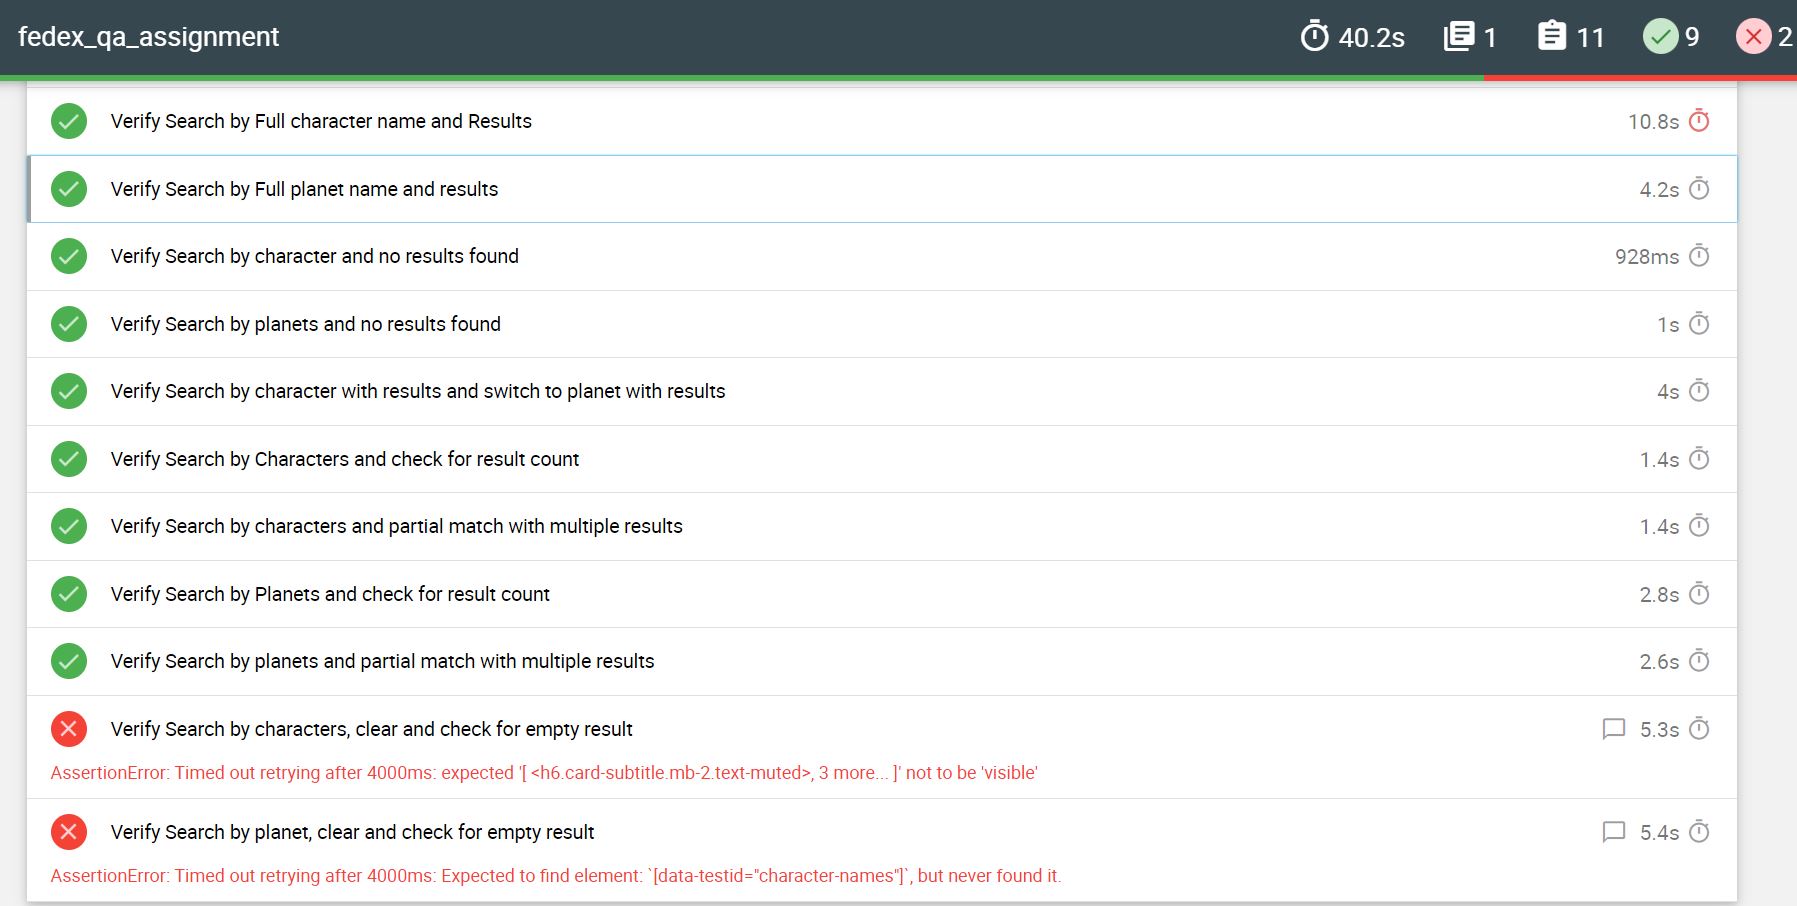 fedex_qa_assignment
40.2s 1 11 9 2
Verify Search by Full character name and Results 10.8s
Verify Search by Full planet name and results 4.2s
Verify Search by character and no results found 928ms
Verify Search by planets and no results found 1s
Verify Search by character with results and switch to planet with results 4s
Verify Search by Characters and check for result count 1.4s
Verify Search by characters and partial match with multiple results 1.4s
Verify Search by Planets and check for result count 2.8s
Verify Search by planets and partial match with multiple results 2.6s
Verify Search by characters, clear and check for empty result 5.3s
AssertionError: Timed out retrying after 4000ms: expected '[ <h6.card-subtitle.mb-2.text-muted>, 3 more... ]' not to be 'visible'
Verify Search by planet, clear and check for empty result 5.4s
AssertionError: Timed out retrying after 4000ms: Expected to find element: `[data-testid="character-names"]`, but never found it.